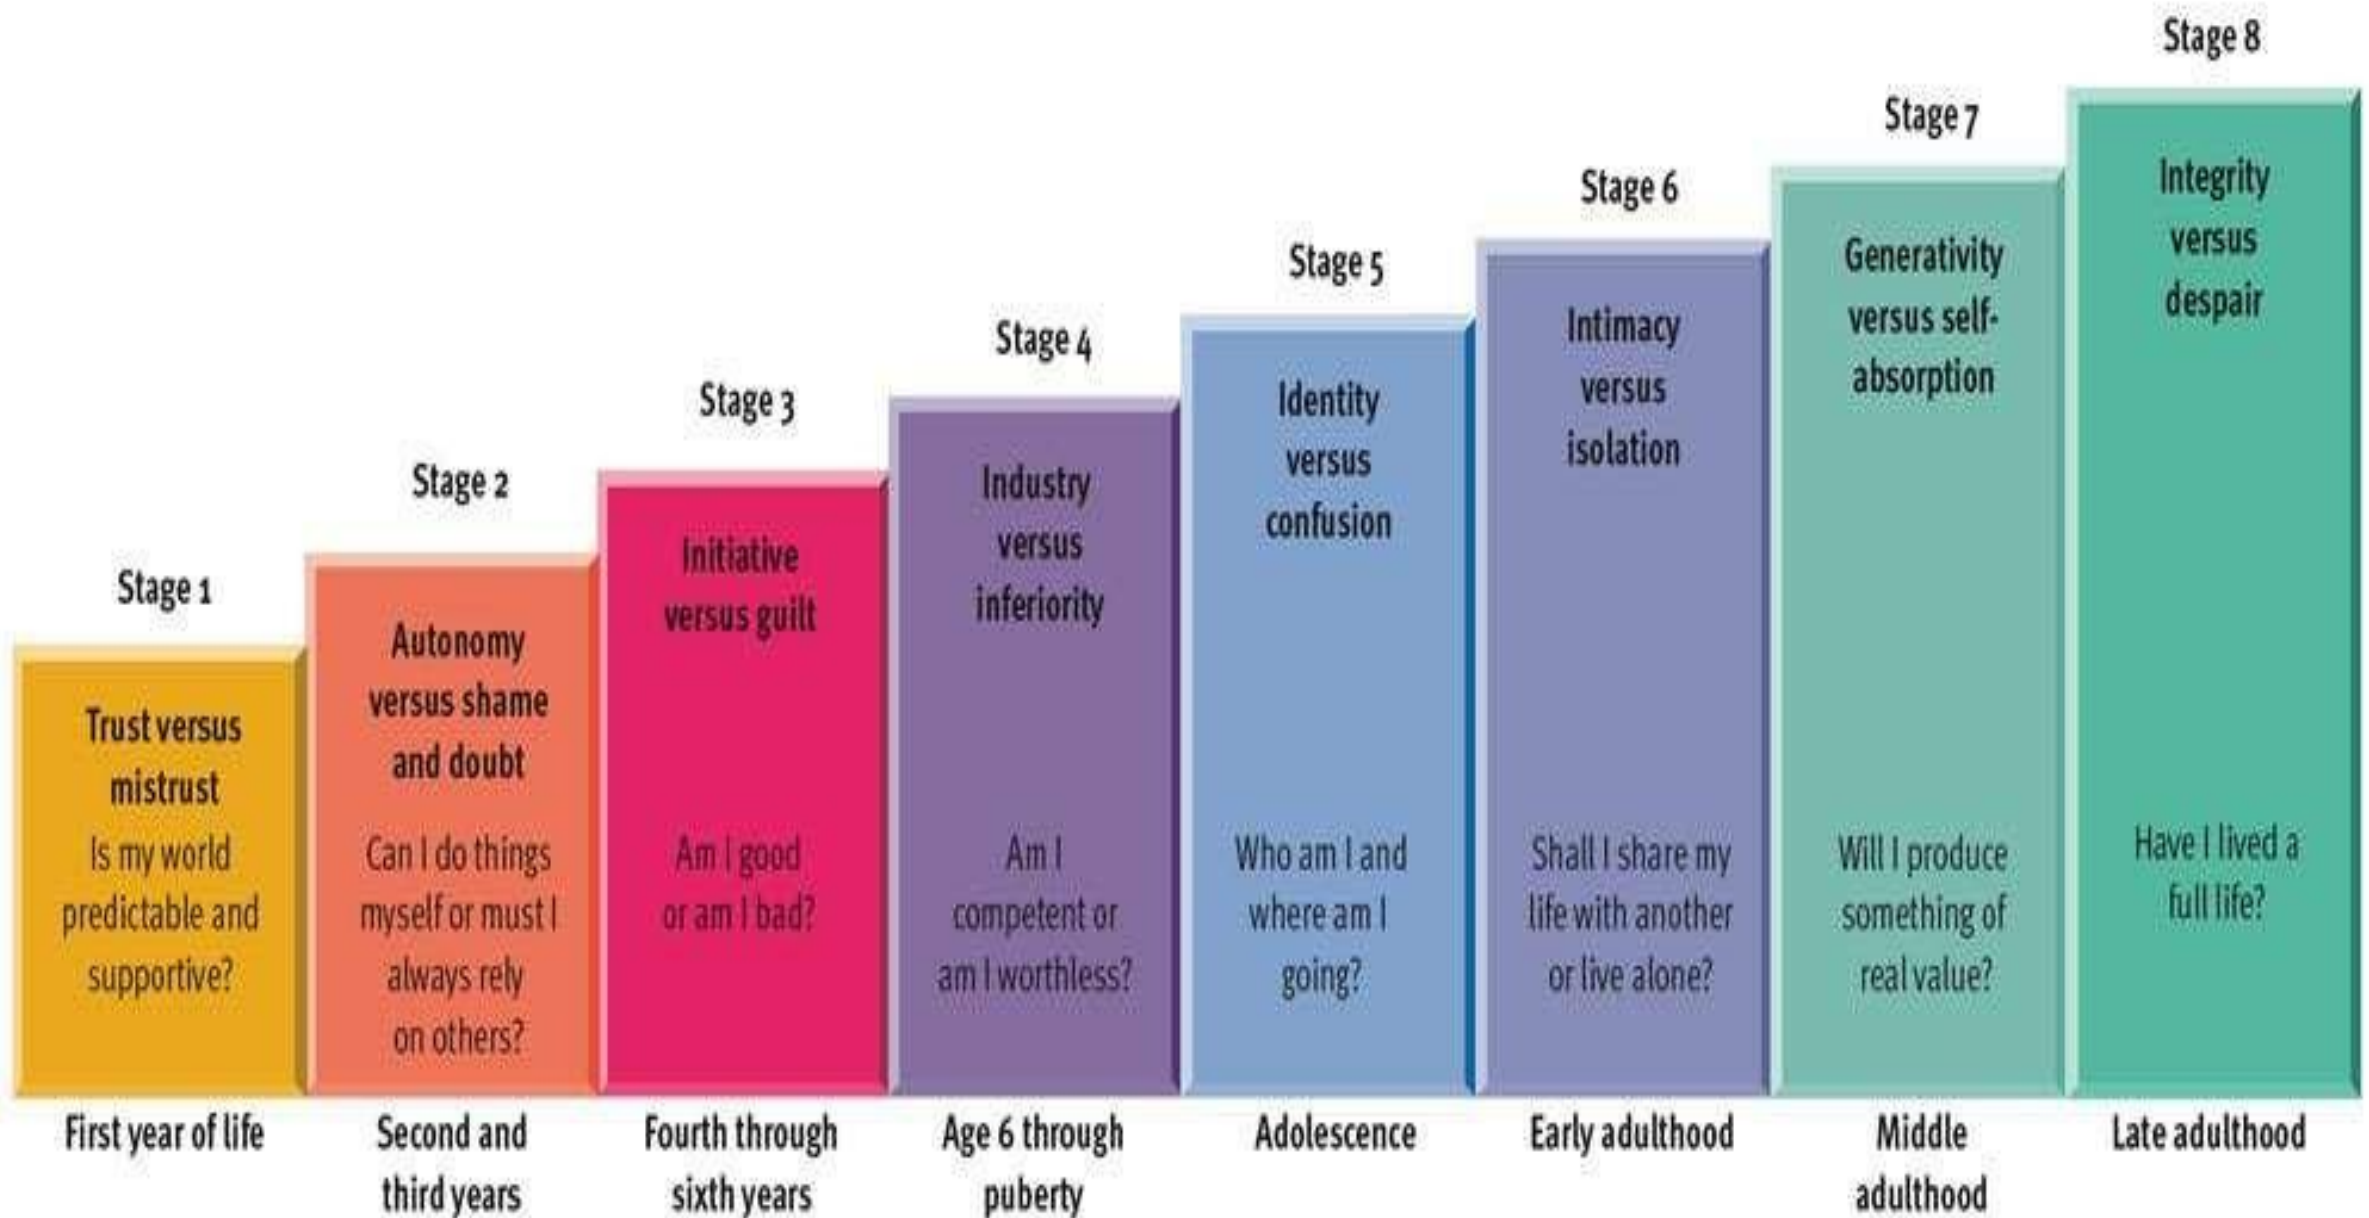 Stage 1
Trust versus
mistrust
Is my world
predictable and
supportive?
First year of life
Stage 2
Autonomy
versus shame
and doubt
Can I do things
myself or must I
always rely
on others?
Second and
third years
Stage 3
Initiative
versus guilt
Am I good
or am I bad?
Fourth through
sixth years
Stage 4
Industry
versus
inferiority
Am I
competent or
am I worthless?
Age 6 through
puberty
Stage 5
Identity
versus
confusion
Who am I and
where am I
going?
Adolescence
Stage 6
Intimacy
versus
isolation
Shall I share my
life with another
or live alone?
Early adulthood
Stage 7
Generativity
versus self-
absorption
Will I produce
something of
real value?
Middle
adulthood
Stage 8
Integrity
versus
despair
Have I lived a
full life?
Late adulthood